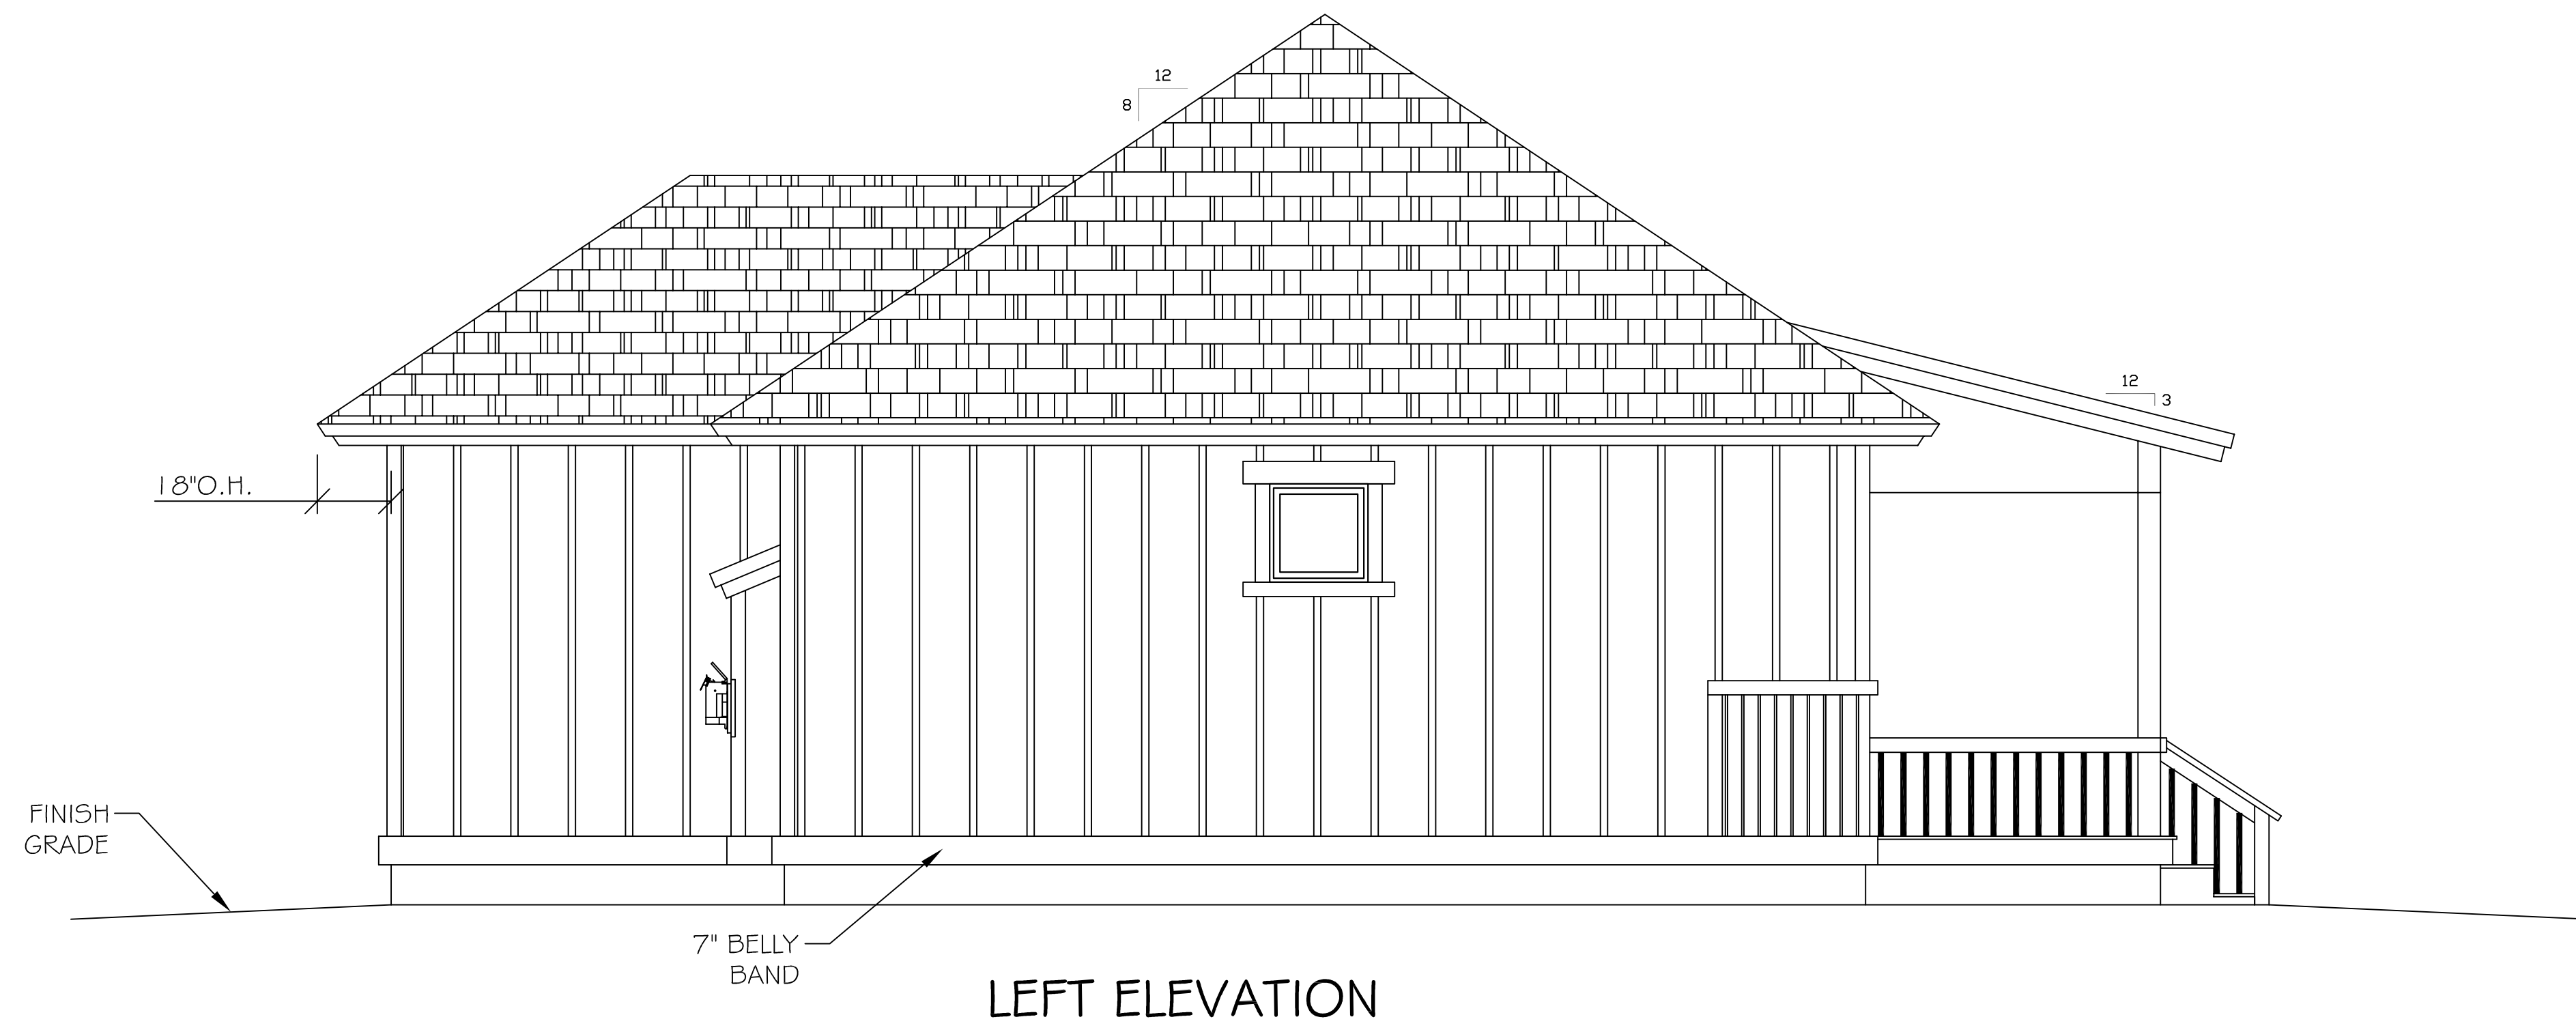 12
8
12
3
18"O.H.
FINISH
GRADE
7" BELLY
BAND
LEFT ELEVATION